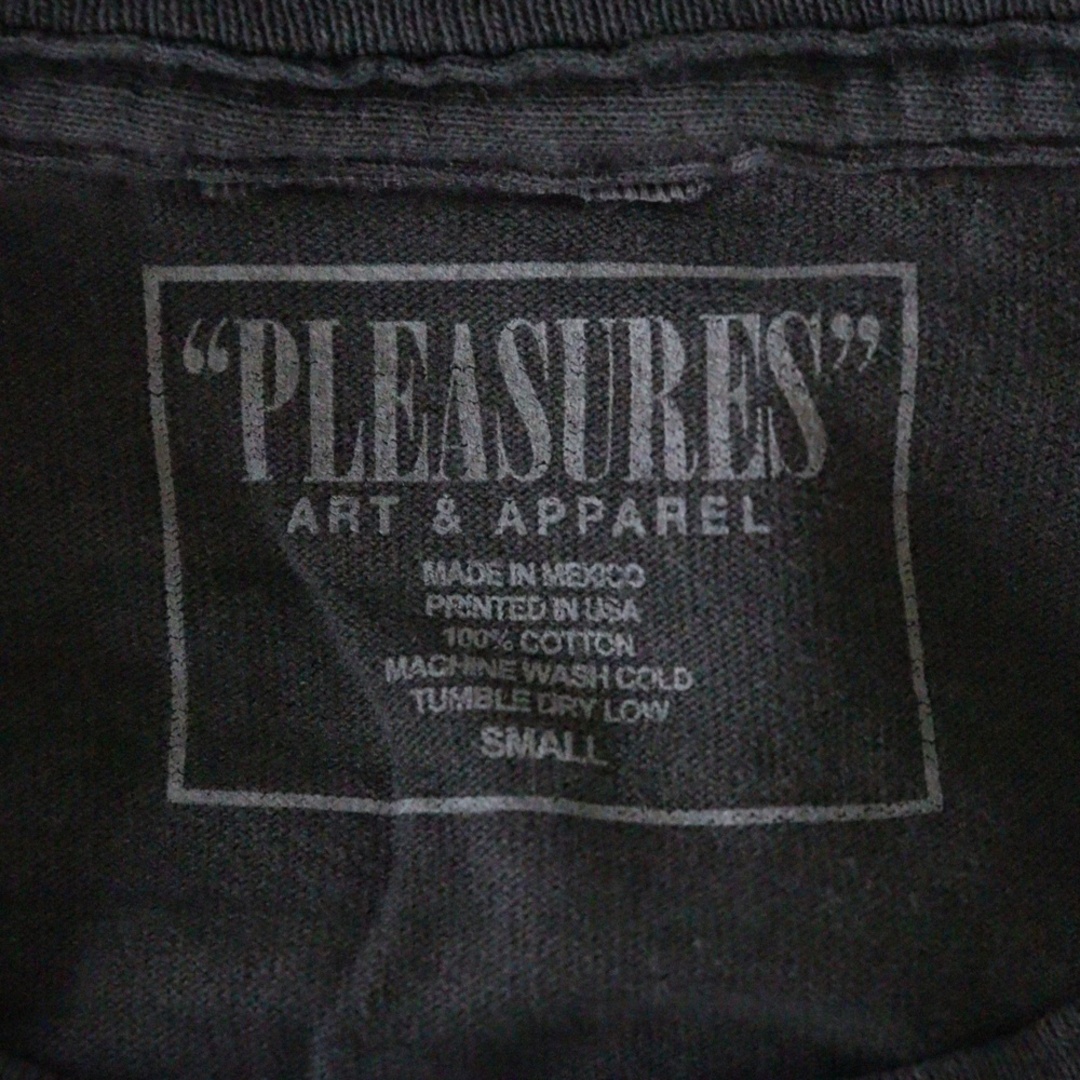 “PLEASURES”
ART & APPAREL
MADE IN MEXICO
PRINTED IN USA
100% COTTON
MACHINE WASH COLD
TUMBLE DRY LOW
SMALL